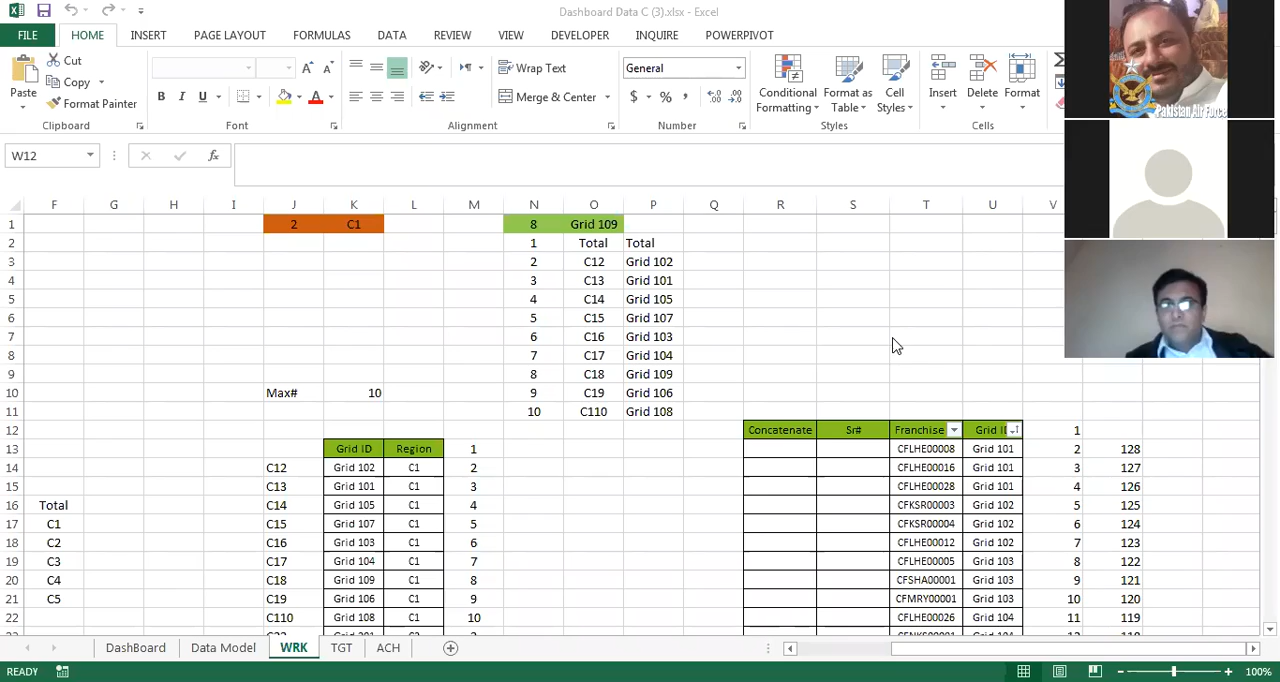 Dashboard Data C (3).xlsx - Excel
FILE HOME INSERT PAGE LAYOUT FORMULAS DATA REVIEW VIEW DEVELOPER INQUIRE POWERPIVOT
Cut
Copy
Format Painter
Paste
B I U
Wrap Text
Merge & Center
General
$ % ,
Conditional Formatting
Format as Table
Cell Styles
Insert
Delete
Format
Clipboard Font Alignment Number Styles Cells
Pakistan Air Force
W12
F G H I J K L M N O P Q R S T U V
1 2 C1 8 Grid 109
2 1 Total Total
3 2 C12 Grid 102
4 3 C13 Grid 101
5 4 C14 Grid 105
6 5 C15 Grid 107
7 6 C16 Grid 103
8 7 C17 Grid 104
9 8 C18 Grid 109
10 Max# 10 9 C19 Grid 106
11 10 C110 Grid 108
12 Concatenate Sr# Franchise Grid 1
13 Grid ID Region 1 CFLHE00008 Grid 101 2 128
14 C12 Grid 102 C1 2 CFLHE00016 Grid 101 3 127
15 C13 Grid 101 C1 3 CFLHE00028 Grid 101 4 126
16 Total C14 Grid 105 C1 4 CFKSR00003 Grid 102 5 125
17 C1 C15 Grid 107 C1 5 CFKSR00004 Grid 102 6 124
18 C2 C16 Grid 103 C1 6 CFLHE00012 Grid 102 7 123
19 C3 C17 Grid 104 C1 7 CFLHE00005 Grid 103 8 122
20 C4 C18 Grid 109 C1 8 CFSHA00001 Grid 103 9 121
21 C5 C19 Grid 106 C1 9 CFMRY00001 Grid 103 10 120
22 C110 Grid 108 C1 10 CFLHE00026 Grid 104 11 119
DashBoard Data Model WRK TGT ACH
READY 100%